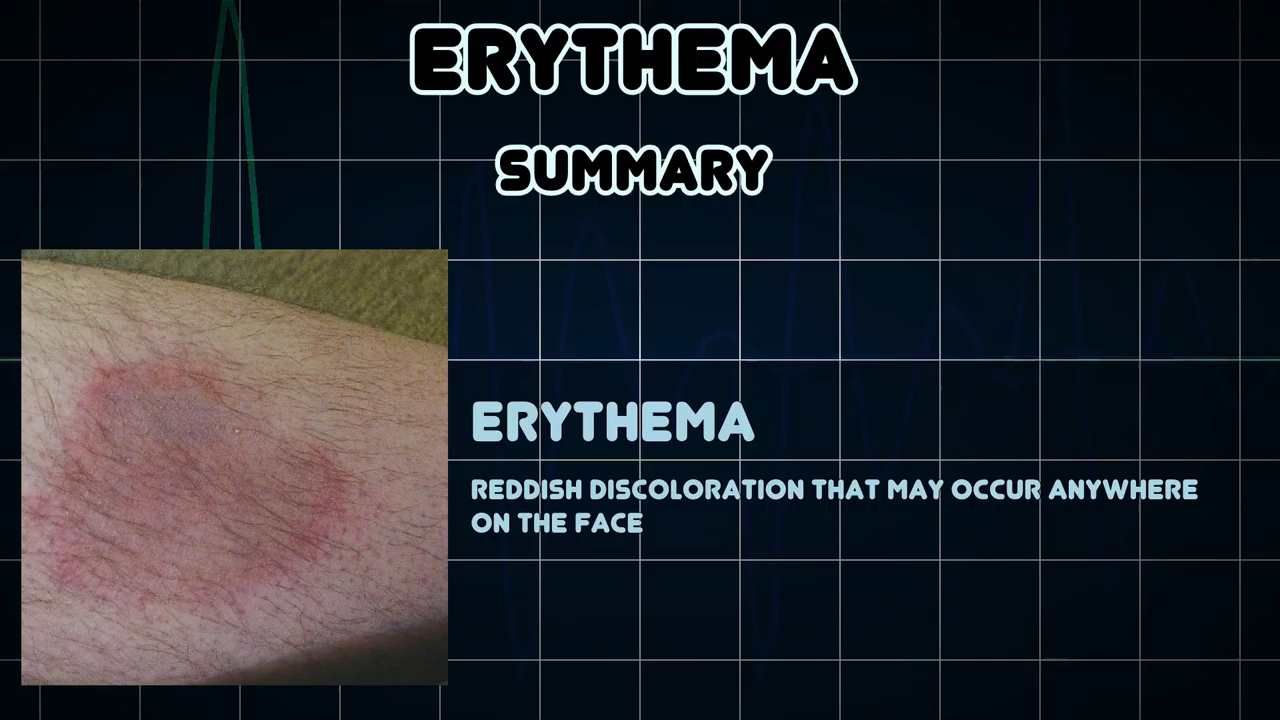 ERYTHEMA
SUMMARY
ERYTHEMA
REDDISH DISCOLORATION THAT MAY OCCUR ANYWHERE
ON THE FACE